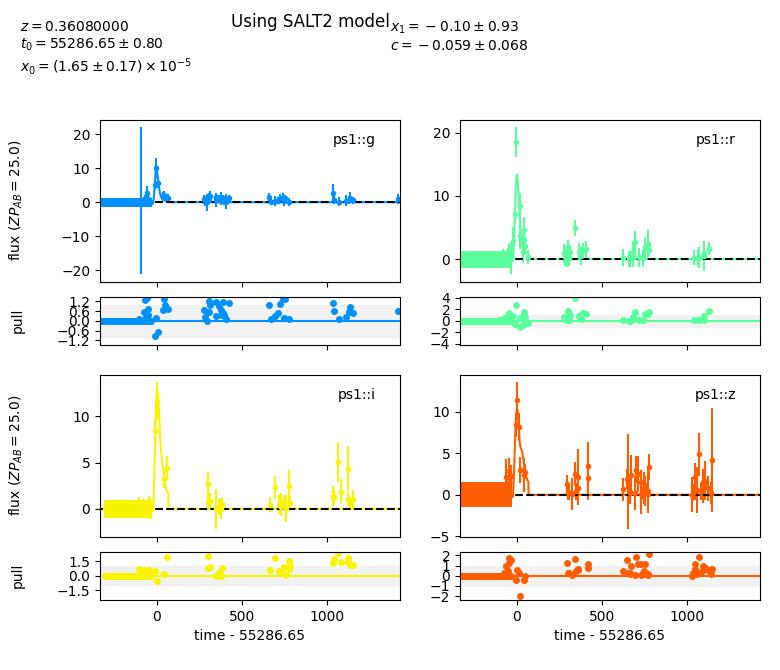 Using SALT2 model
z = 0.36080000
t₀ = 55286.65 ± 0.80
x₀ = (1.65 ± 0.17) × 10⁻⁵
x₁ = −0.10 ± 0.93
c = −0.059 ± 0.068
ps1::g
flux (ZP_AB = 25.0)
20
10
0
−10
−20
ps1::r
20
10
0
pull
1.2
0.6
0.0
−0.6
−1.2
4
2
0
−2
−4
ps1::i
flux (ZP_AB = 25.0)
10
5
0
ps1::z
10
5
0
−5
pull
1.5
0.0
−1.5
0
500
1000
time - 55286.65
2
1
0
−1
−2
0
500
1000
time - 55286.65